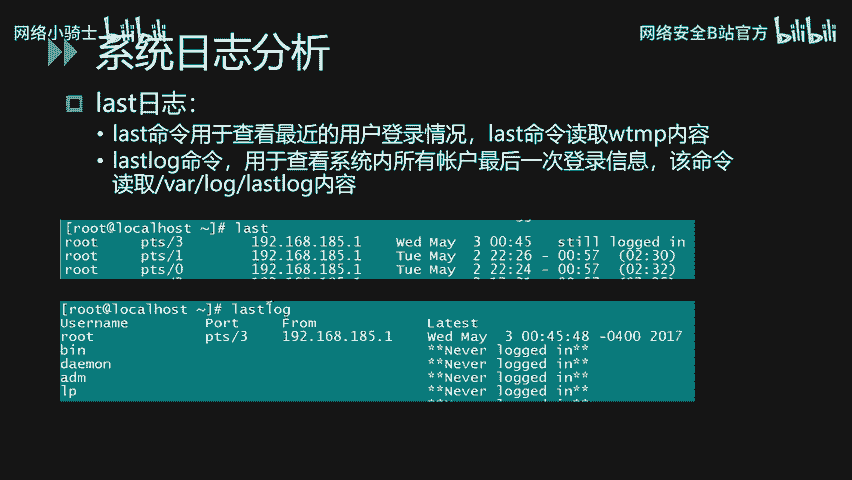 网络小骑士 bilibili
网络安全B站官方 bilibili
系统日志分析
last日志：
• last命令用于查看最近的用户登录情况，last命令读取wtmp内容
• lastlog命令，用于查看系统内所有帐户最后一次登录信息，该命令
读取/var/log/lastlog内容
[root@localhost ~]# last
root pts/3 192.168.185.1 Wed May 3 00:45 still logged in
root pts/1 192.168.185.1 Tue May 2 22:26 - 00:57 (02:30)
root pts/0 192.168.185.1 Tue May 2 22:24 - 00:57 (02:32)
[root@localhost ~]# lastlog
Username Port From Latest
root pts/3 192.168.185.1 Wed May 3 00:45:48 -0400 2017
bin **Never logged in**
daemon **Never logged in**
adm **Never logged in**
lp **Never logged in**